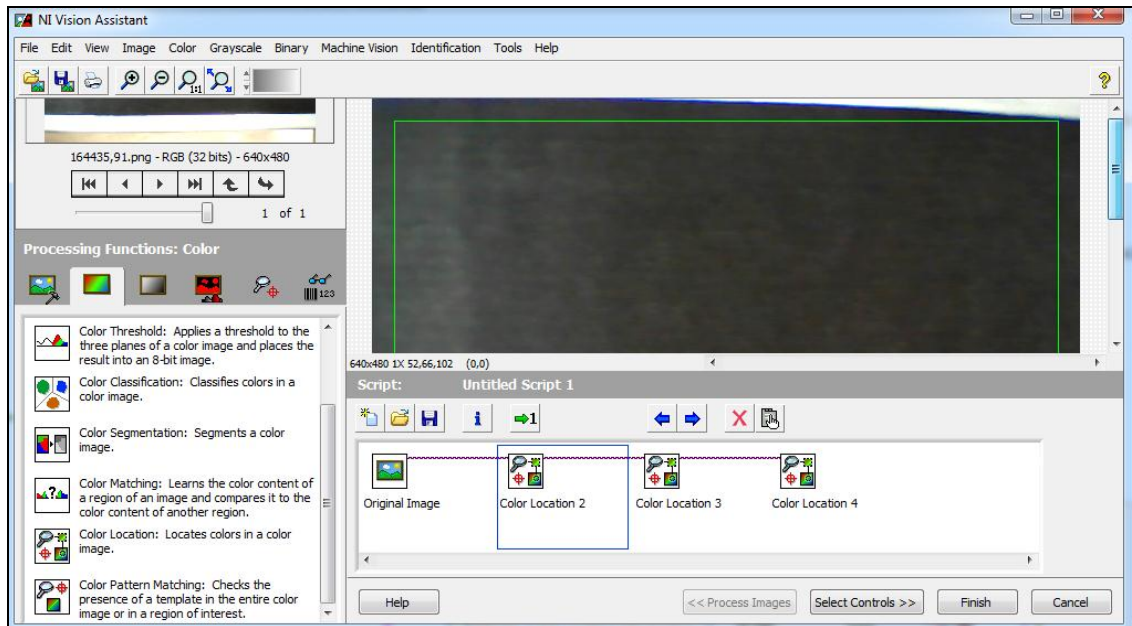 NI Vision Assistant
File Edit View Image Color Grayscale Binary Machine Vision Identification Tools Help
1:1
164435,91.png - RGB (32 bits) - 640x480
1 of 1
Processing Functions: Color
123
Color Threshold: Applies a threshold to the
three planes of a color image and places the
result into an 8-bit image.
Color Classification: Classifies colors in a
color image.
Color Segmentation: Segments a color
image.
Color Matching: Learns the color content of
a region of an image and compares it to the
color content of another region.
Color Location: Locates colors in a color
image.
Color Pattern Matching: Checks the
presence of a template in the entire color
image or in a region of interest.
640x480 1X 52,66,102 (0,0)
Script: Untitled Script 1
1
Original Image Color Location 2 Color Location 3 Color Location 4
Help << Process Images Select Controls >> Finish Cancel